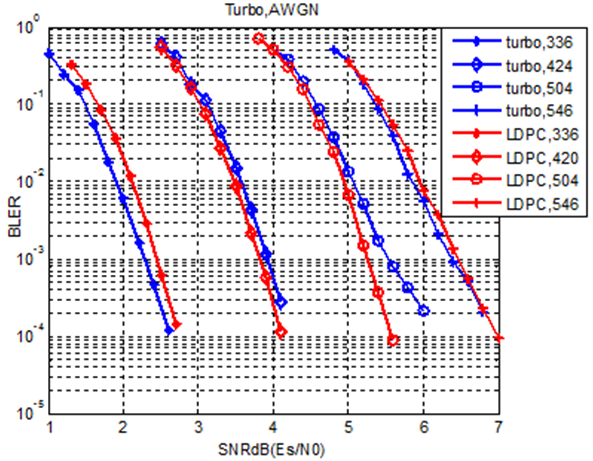 Turbo,AWGN
10^0
10^-1
10^-2
10^-3
10^-4
10^-5
BLER
turbo,336
turbo,424
turbo,504
turbo,546
LDPC,336
LDPC,420
LDPC,504
LDPC,546
1 2 3 4 5 6 7
SNRdB(Es/N0)